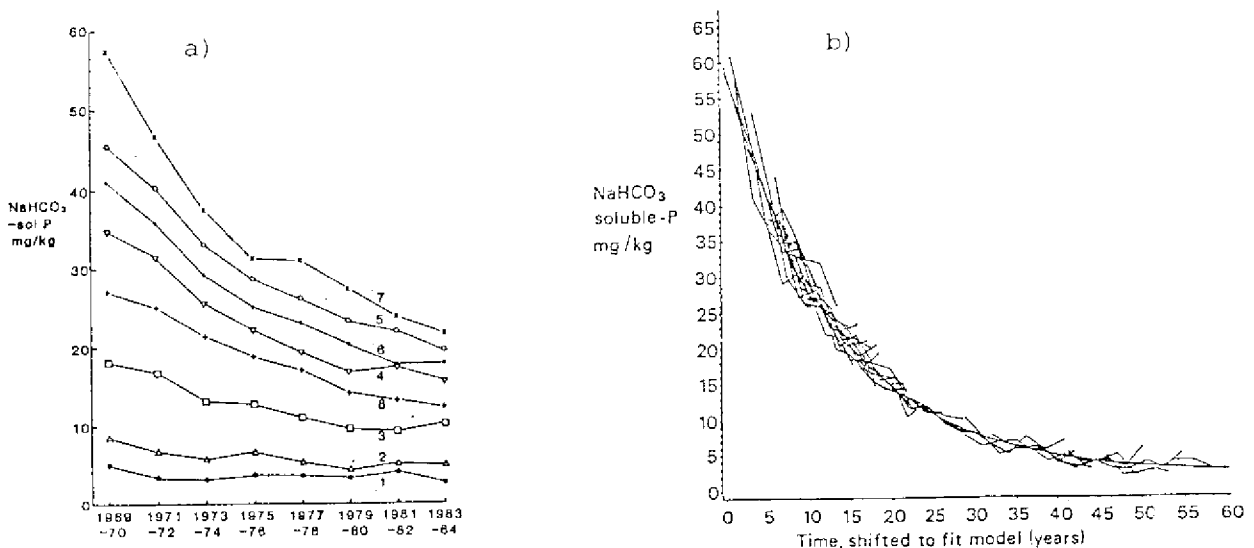 a)
60
50
40
30
20
10
0
NaHCO₃
-sol P
mg/kg
7
5
6
4
8
3
2
1
1969 1971 1973 1975 1977 1979 1981 1983
-70 -72 -74 -76 -78 -80 -82 -84
b)
65
60
55
50
45
40
35
30
25
20
15
10
5
0
NaHCO₃
soluble-P
mg/kg
0 5 10 15 20 25 30 35 40 45 50 55 60
Time, shifted to fit model (years)